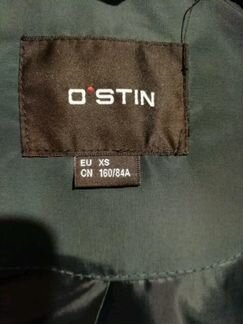 O'STIN
EU XS
CN 160/84A